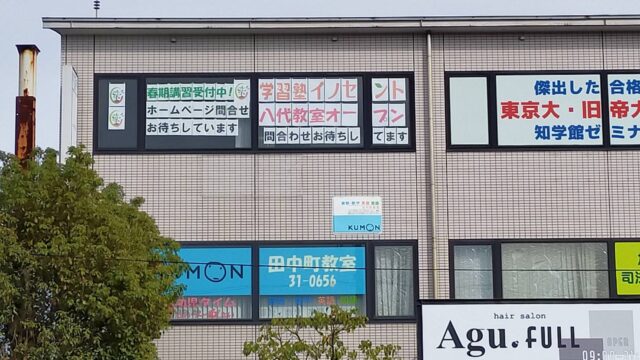 春期講習受付中!
ホームページ問合せ
お待ちしています
学習塾イノセント
八代教室オープン
問合わせお待ちしてます
傑出した 合格
東京大・旧帝大
知学館ゼミナ
KUMON
KUMON
田中町教室
31-0656
hair salon
Agu. FULL
OPEN